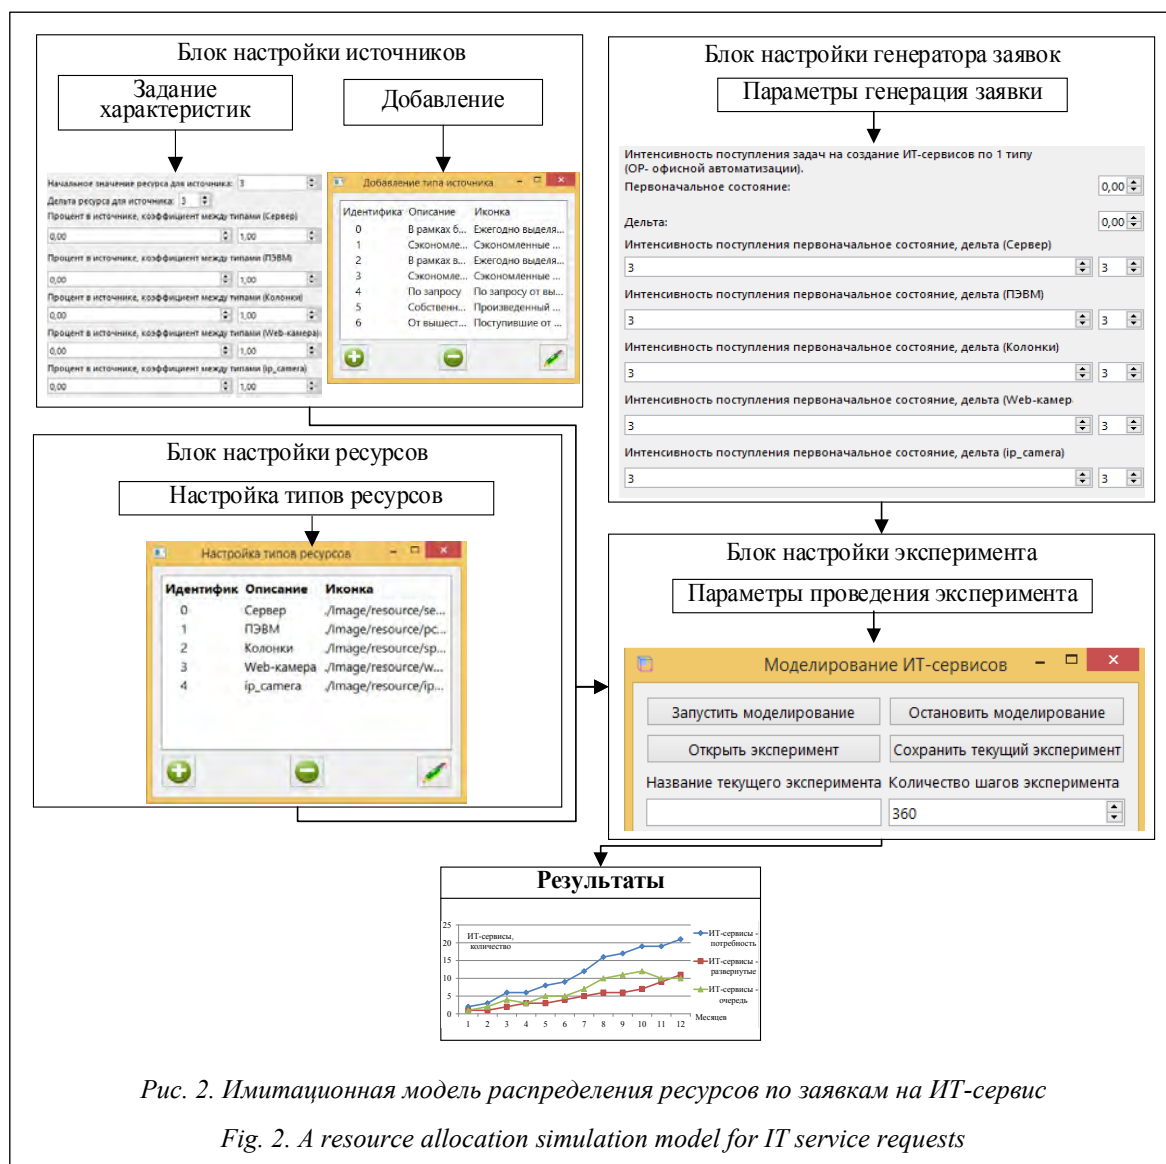 Блок настройки источников
Задание
характеристик
Добавление
Начальное значение ресурса для источника: 3
Дельта ресурса для источника: 3
Процент в источнике, коэффициент между типами (Сервер)
0,00 1,00
Процент в источнике, коэффициент между типами (ПЭВМ)
0,00 1,00
Процент в источнике, коэффициент между типами (Колонки)
0,00 1,00
Процент в источнике, коэффициент между типами (Web-камера):
0,00 1,00
Процент в источнике, коэффициент между типами (ip_camera)
0,00 1,00
Добавление типа источника
Идентифика Описание Иконка
0 В рамках б... Ежегодно выделя...
1 Сэкономле... Сэкономленные ...
2 В рамках в... Ежегодно выделя...
3 Сэкономле... Сэкономленные ...
4 По запросу По запросу от вы...
5 Собственн... Произведенный ...
6 От вышест... Поступившие от ...
Блок настройки генератора заявок
Параметры генерация заявки
Интенсивность поступления задач на создание ИТ-сервисов по 1 типу
(ОР- офисной автоматизации).
Первоначальное состояние: 0,00
Дельта: 0,00
Интенсивность поступления первоначальное состояние, дельта (Сервер)
3 3
Интенсивность поступления первоначальное состояние, дельта (ПЭВМ)
3 3
Интенсивность поступления первоначальное состояние, дельта (Колонки)
3 3
Интенсивность поступления первоначальное состояние, дельта (Web-камер
3 3
Интенсивность поступления первоначальное состояние, дельта (ip_camera)
3 3
Блок настройки ресурсов
Настройка типов ресурсов
Настройка типов ресурсов
Идентифик Описание Иконка
0 Сервер ./Image/resource/se...
1 ПЭВМ ./Image/resource/pc...
2 Колонки ./Image/resource/sp...
3 Web-камера ./Image/resource/w...
4 ip_camera ./Image/resource/ip...
Блок настройки эксперимента
Параметры проведения эксперимента
Моделирование ИТ-сервисов
Запустить моделирование Остановить моделирование
Открыть эксперимент Сохранить текущий эксперимент
Название текущего эксперимента Количество шагов эксперимента
360
Результаты
25
20
15
10
5
0
ИТ-сервисы,
количество
1 2 3 4 5 6 7 8 9 10 11 12
Месяцев
ИТ-сервисы -
потребность
ИТ-сервисы -
развернутые
ИТ-сервисы -
очередь
Рис. 2. Имитационная модель распределения ресурсов по заявкам на ИТ-сервис
Fig. 2. A resource allocation simulation model for IT service requests